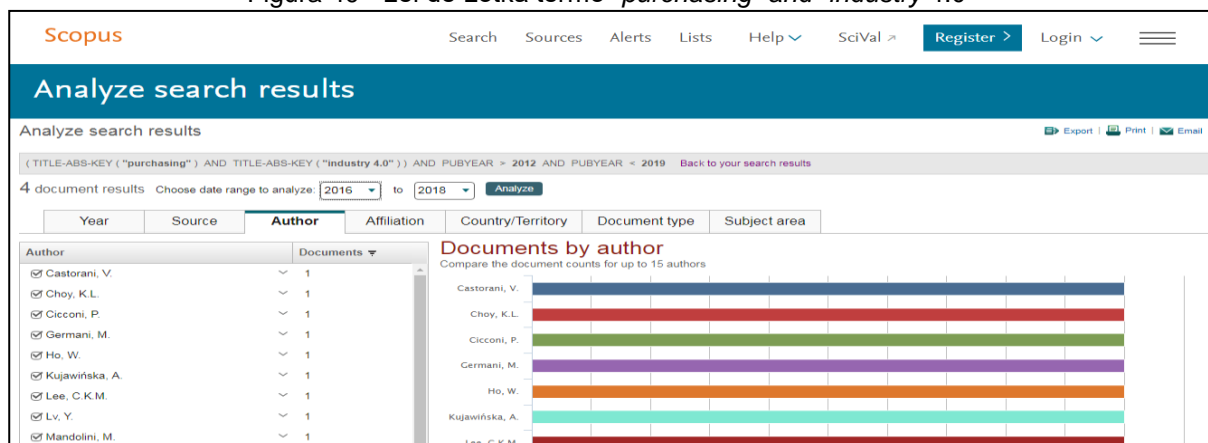 Scopus
Search Sources Alerts Lists Help SciVal Register > Login
Analyze search results
Analyze search results
Export | Print | Email
( TITLE-ABS-KEY ( "purchasing" ) AND TITLE-ABS-KEY ( "industry 4.0" ) ) AND PUBYEAR > 2012 AND PUBYEAR < 2019 Back to your search results
4 document results Choose date range to analyze: 2016 to 2018 Analyze
Year Source Author Affiliation Country/Territory Document type Subject area
Author Documents
Castorani, V. 1
Choy, K.L. 1
Cicconi, P. 1
Germani, M. 1
Ho, W. 1
Kujawińska, A. 1
Lee, C.K.M. 1
Lv, Y. 1
Mandolini, M. 1
Documents by author
Compare the document counts for up to 15 authors
Castorani, V.
Choy, K.L.
Cicconi, P.
Germani, M.
Ho, W.
Kujawińska, A.
Lee, C.K.M.